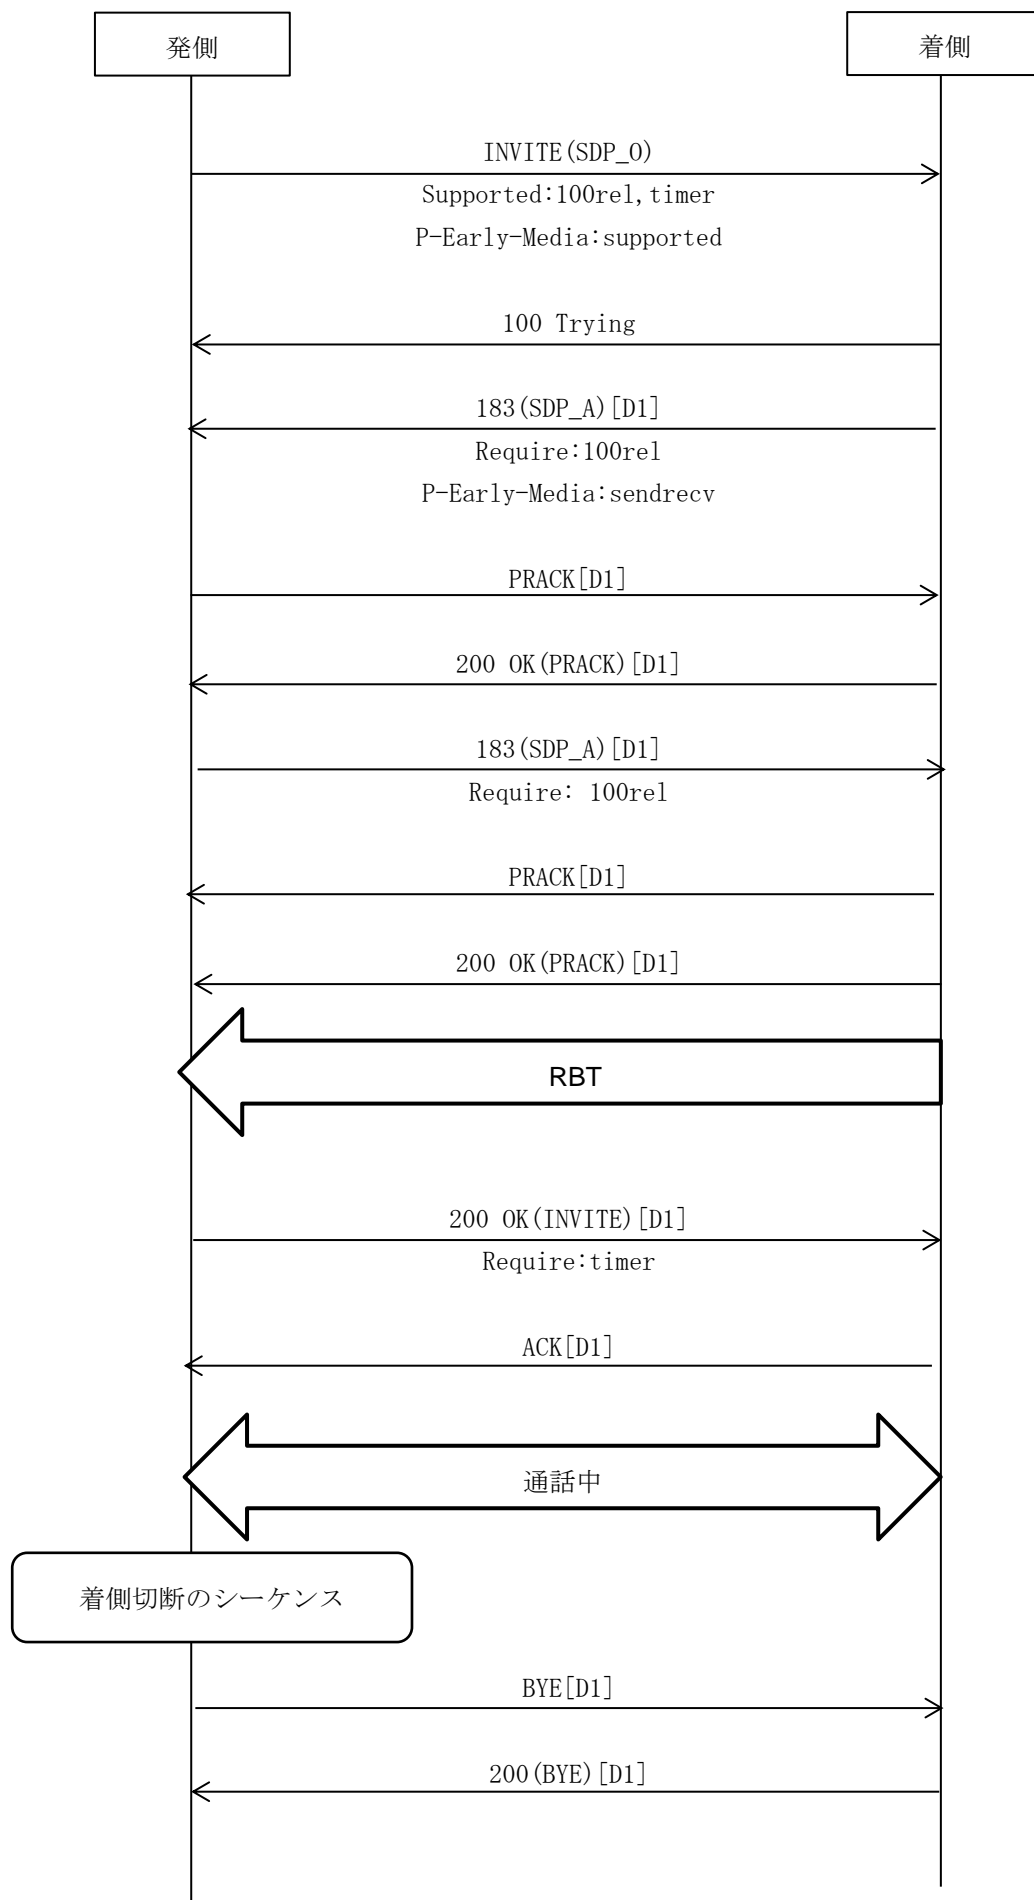 発側
着側
INVITE(SDP_O)
Supported:100rel,timer
P-Early-Media:supported
100 Trying
183(SDP_A)[D1]
Require:100rel
P-Early-Media:sendrecv
PRACK[D1]
200 OK(PRACK)[D1]
183(SDP_A)[D1]
Require: 100rel
PRACK[D1]
200 OK(PRACK)[D1]
RBT
200 OK(INVITE)[D1]
Require:timer
ACK[D1]
通話中
着側切断のシーケンス
BYE[D1]
200(BYE)[D1]